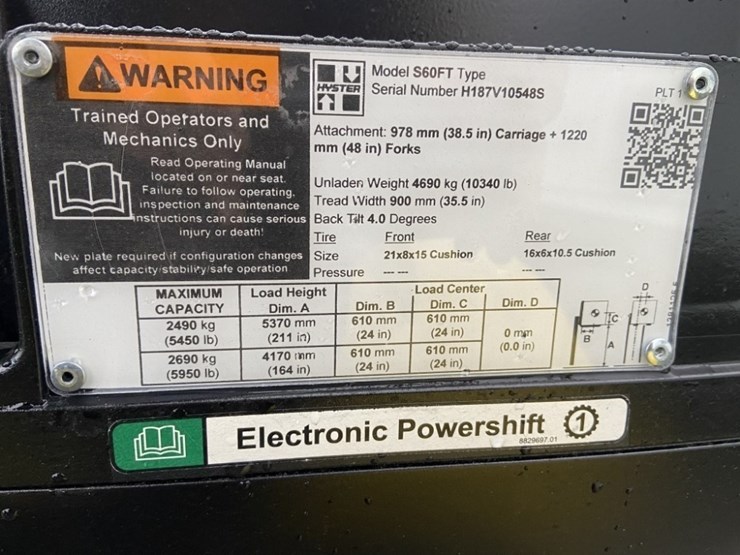 WARNING
Trained Operators and
Mechanics Only
Read Operating Manual
located on or near seat.
Failure to follow operating,
inspection and maintenance
instructions can cause serious
injury or death!
New plate required if configuration changes
affect capacity/stability/safe operation
HYSTER
Model S60FT Type
Serial Number H187V10548S
PLT 1
Attachment: 978 mm (38.5 in) Carriage + 1220
mm (48 in) Forks
Unladen Weight 4690 kg (10340 lb)
Tread Width 900 mm (35.5 in)
Back Tilt 4.0 Degrees
Tire Front Rear
Size 21x8x15 Cushion 16x6x10.5 Cushion
Pressure --- --- --- ---
MAXIMUM CAPACITY Load Height Dim. A Load Center Dim. B Dim. C Dim. D
2490 kg (5450 lb) 5370 mm (211 in) 610 mm (24 in) 610 mm (24 in) 0 mm (0.0 in)
2690 kg (5950 lb) 4170 mm (164 in) 610 mm (24 in) 610 mm (24 in)
D
C
B
A
Electronic Powershift 1
8829697.01